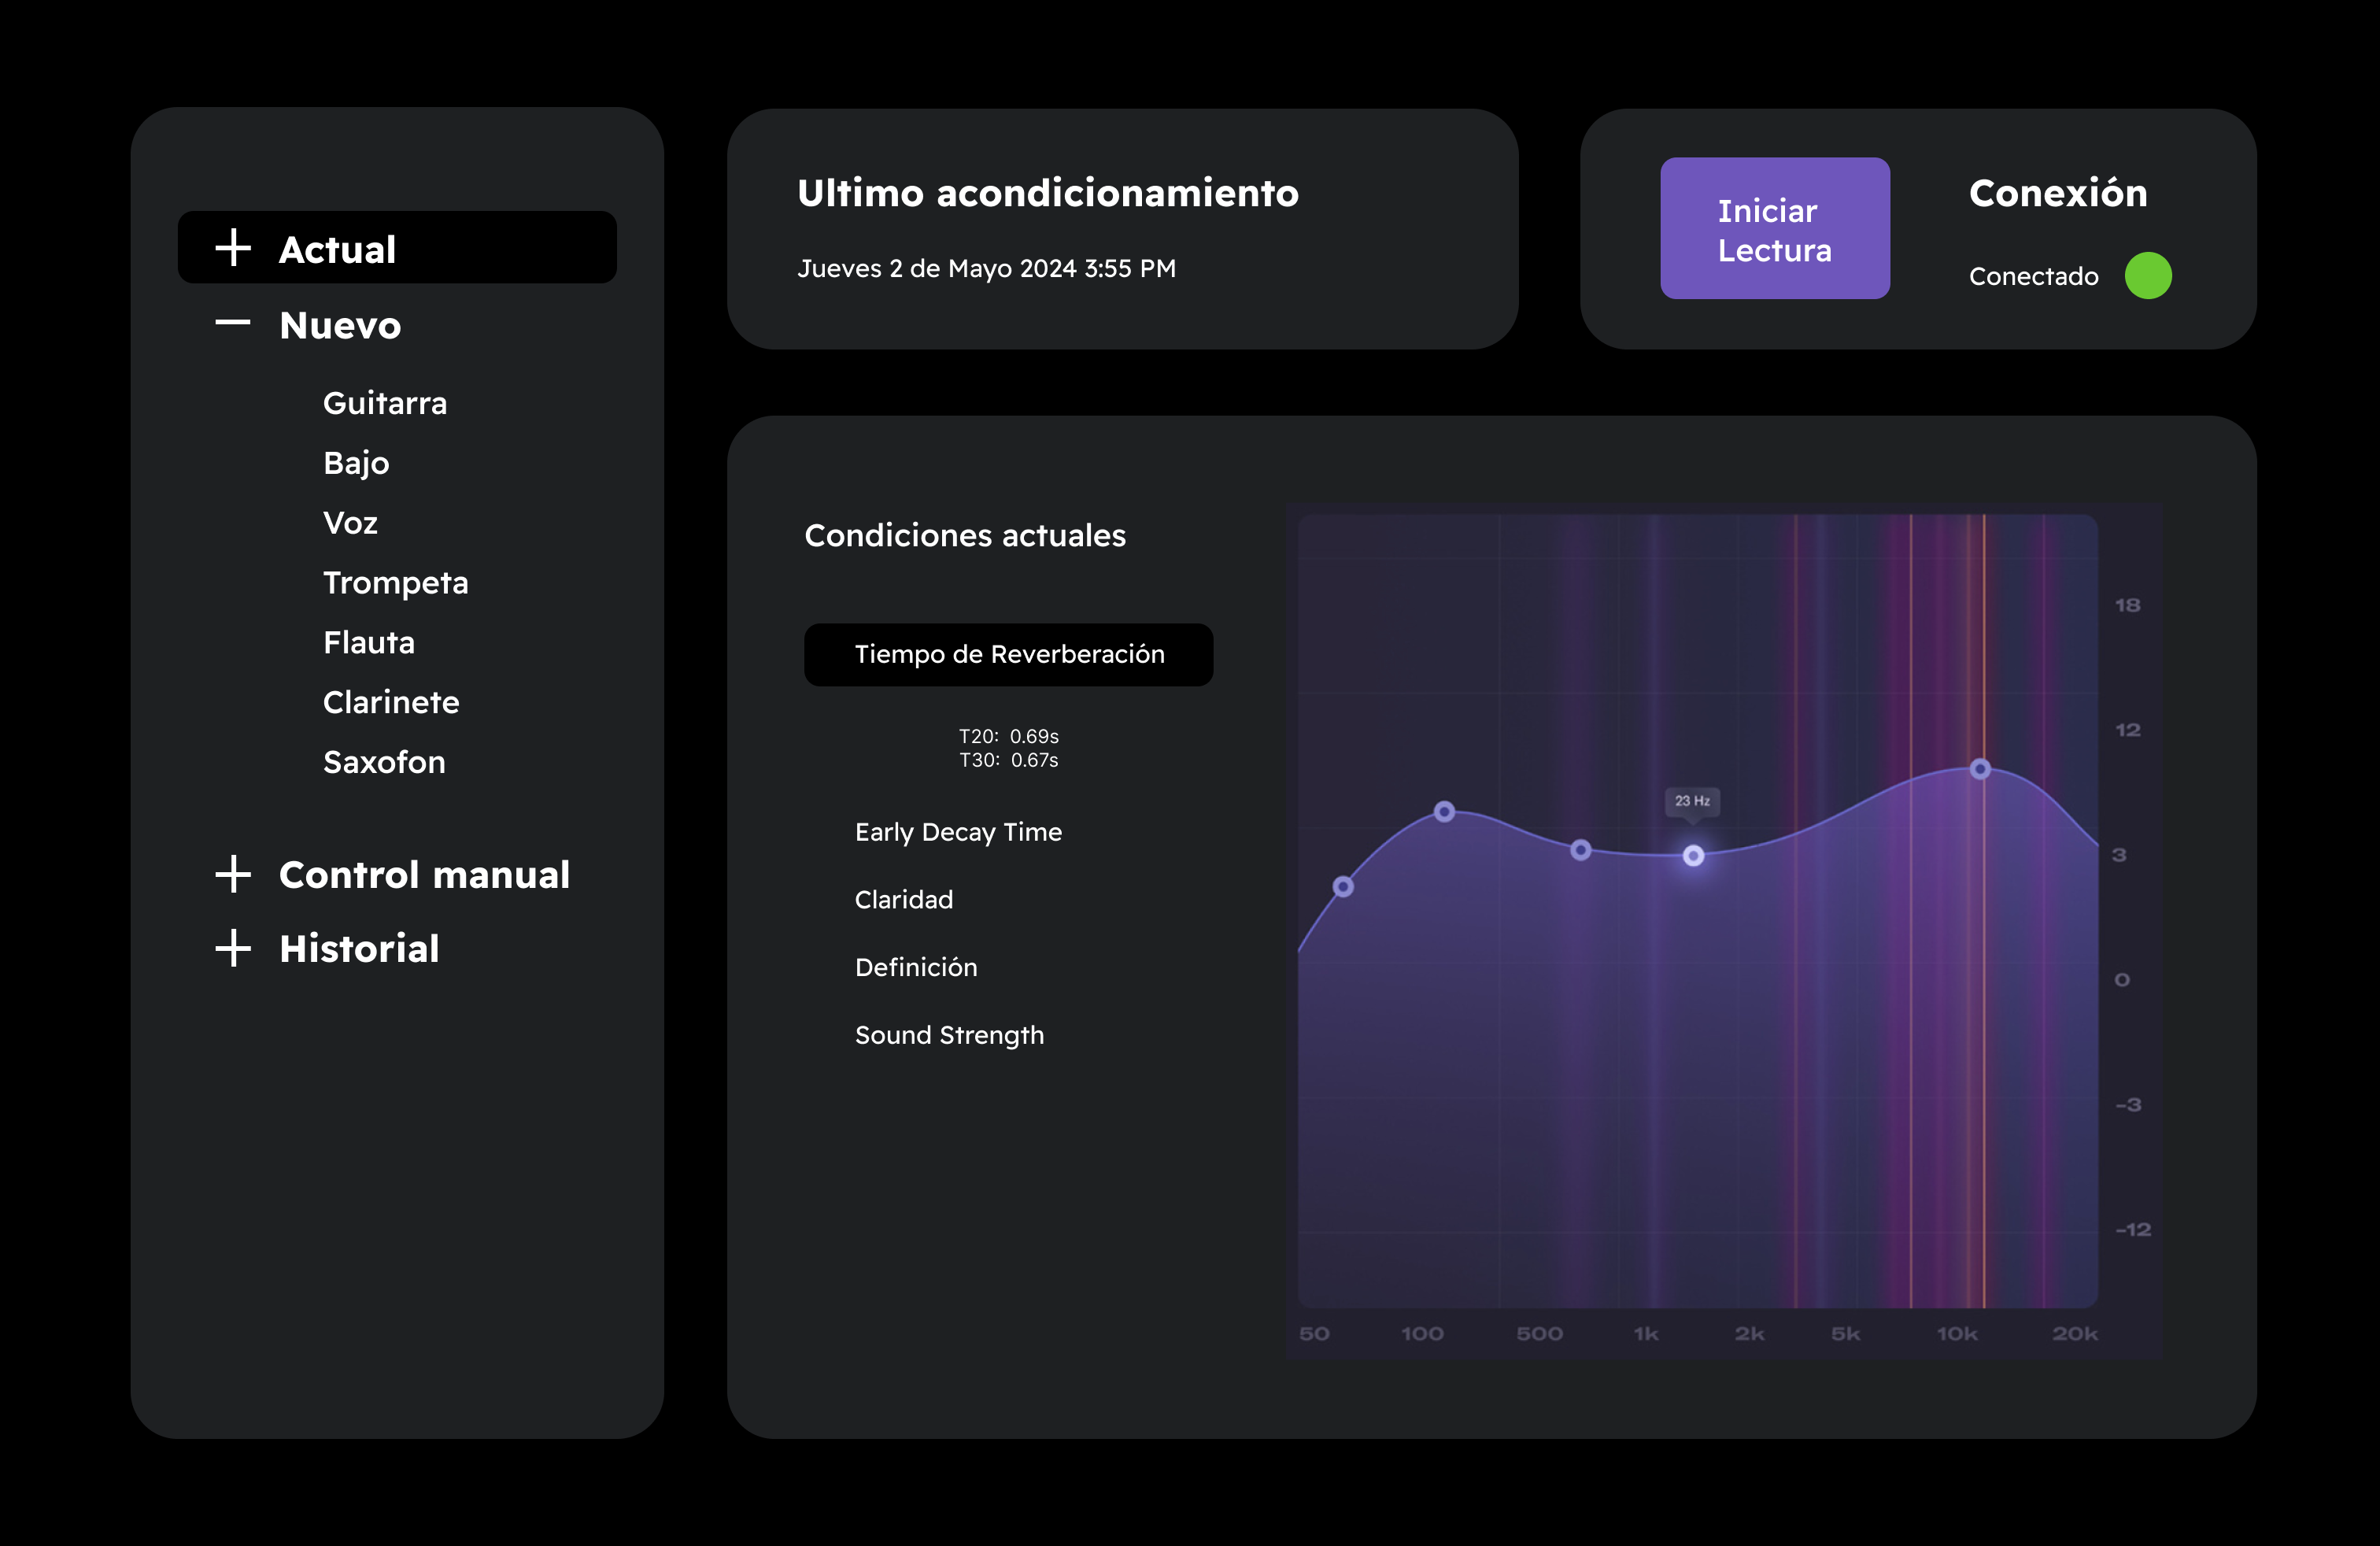 Actual
Nuevo
Guitarra
Bajo
Voz
Trompeta
Flauta
Clarinete
Saxofon
Control manual
Historial
Ultimo acondicionamiento
Jueves 2 de Mayo 2024 3:55 PM
Iniciar
Lectura
Conexión
Conectado
Condiciones actuales
Tiempo de Reverberación
T20: 0.69s
T30: 0.67s
Early Decay Time
Claridad
Definición
Sound Strength
23 Hz
18
12
3
0
-3
-12
50 100 500 1k 2k 5k 10k 20k